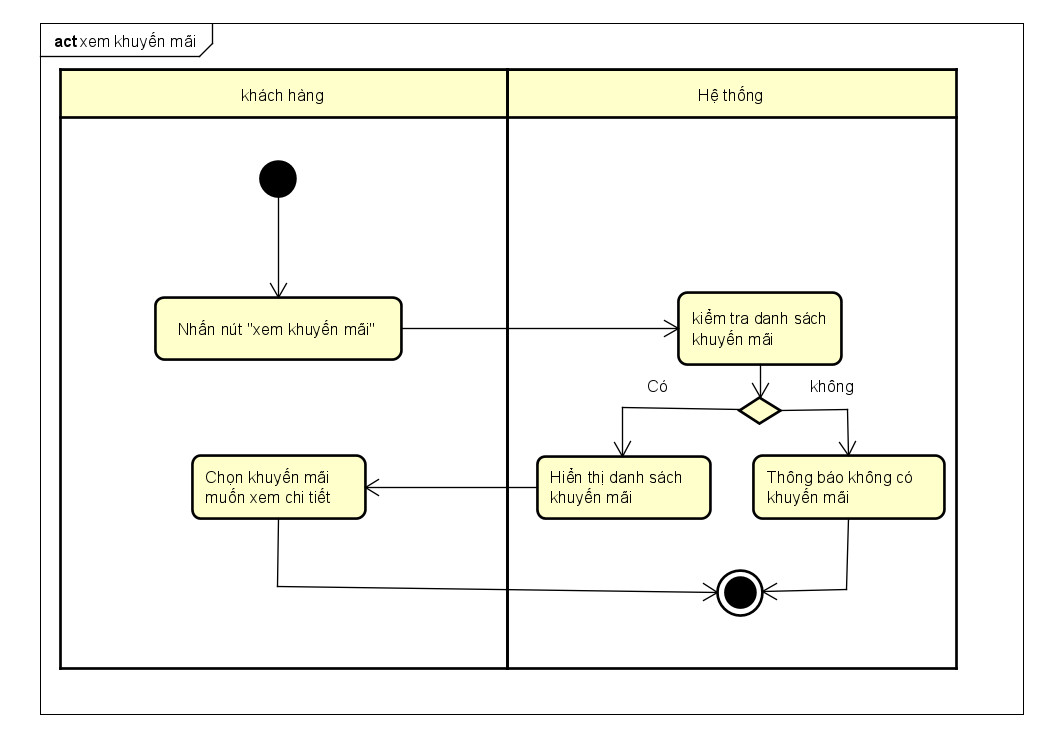 act xem khuyến mãi
khách hàng
Hệ thống
Nhấn nút "xem khuyến mãi"
kiểm tra danh sách
khuyến mãi
Có
không
Chọn khuyến mãi
muốn xem chi tiết
Hiển thị danh sách
khuyến mãi
Thông báo không có
khuyến mãi